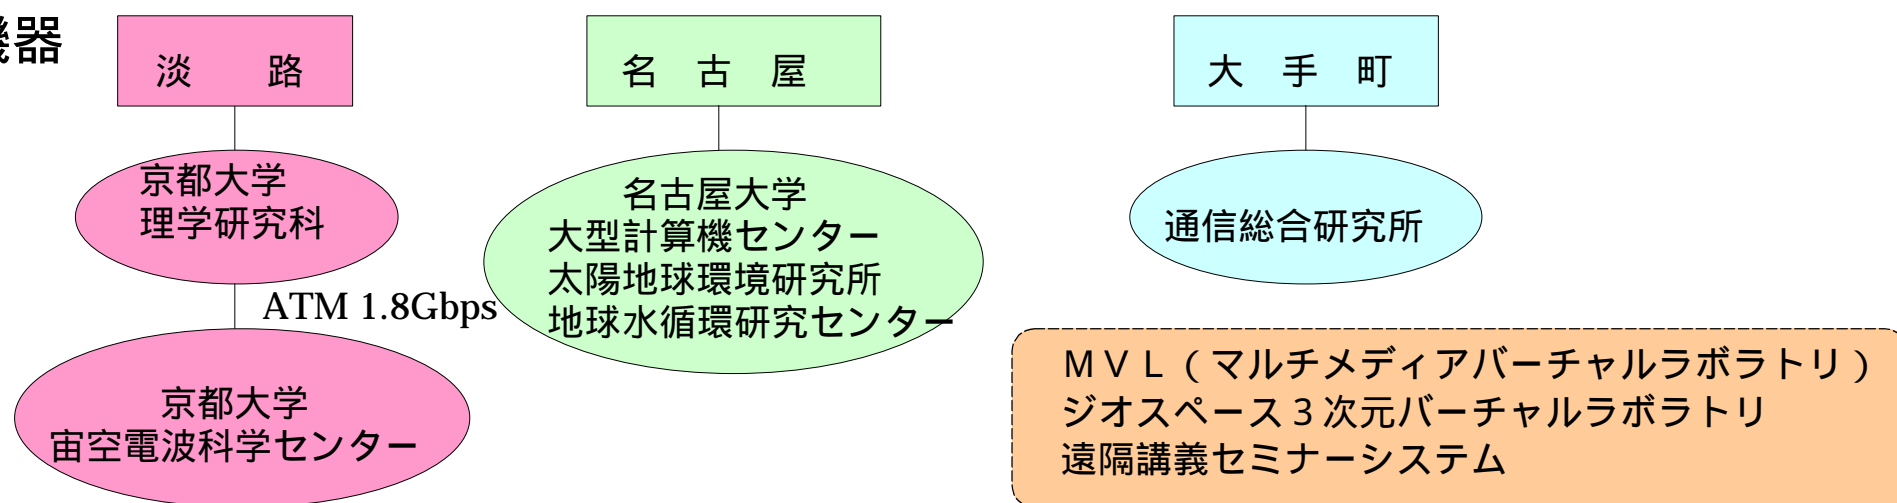 機器
淡　　路
名　古　屋
大　手　町
京都大学
理学研究科
名古屋大学
大型計算機センター
太陽地球環境研究所
地球水循環研究センター
通信総合研究所
ATM 1.8Gbps
京都大学
宙空電波科学センター
ＭＶＬ（マルチメディアバーチャルラボラトリ）
ジオスペース３次元バーチャルラボラトリ
遠隔講義セミナーシステム